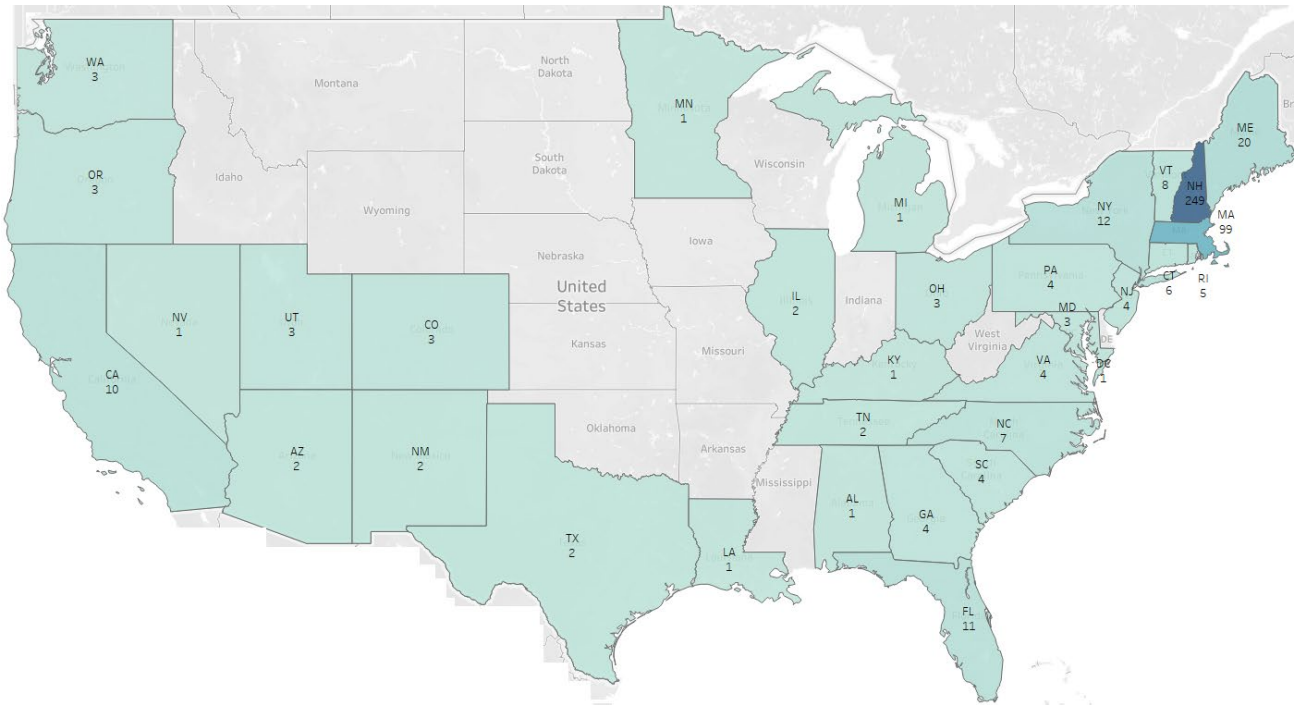 WA
3
Montana
North
Dakota
MN
1
ME
20
OR
3
Idaho
South
Dakota
Wisconsin
VT
8
NH
249
Wyoming
MI
1
NY
12
MA
99
Iowa
Nebraska
PA
4
CT
6
RI
5
NV
1
UT
3
CO
3
United
States
IL
2
Indiana
OH
3
NJ
4
MD
3
Kansas
Missouri
West
Virginia
DE
VA
4
DC
1
CA
10
KY
1
AZ
2
NM
2
Oklahoma
Arkansas
TN
2
NC
7
Mississippi
SC
4
AL
1
GA
4
TX
2
LA
1
FL
11